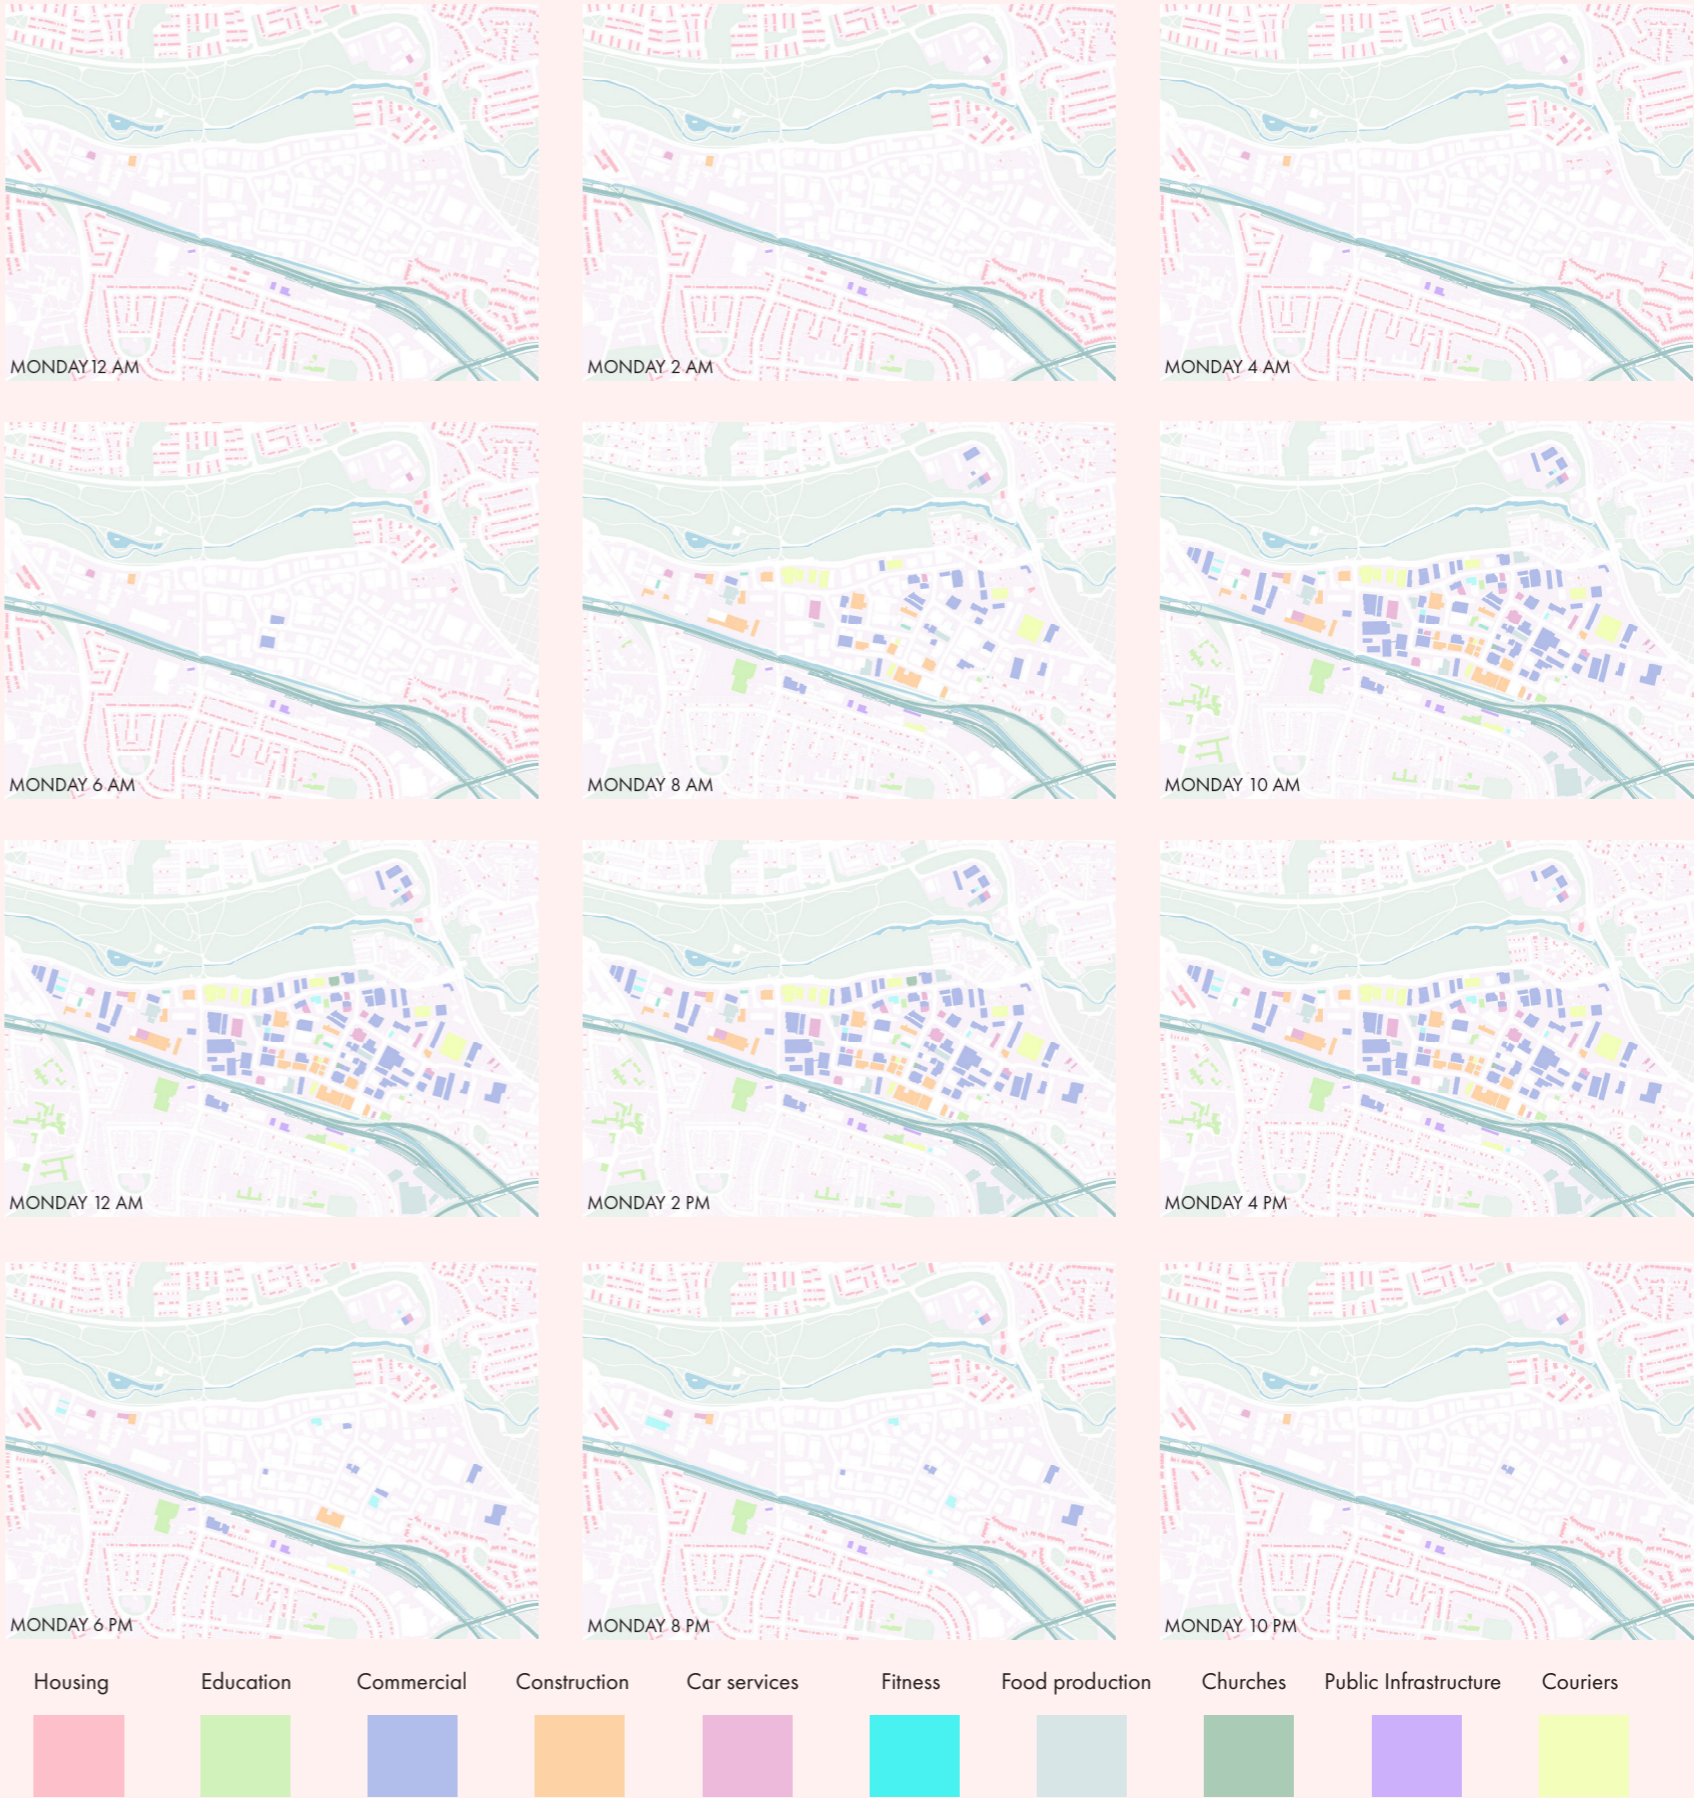 MONDAY 12 AM
MONDAY 2 AM
MONDAY 4 AM
MONDAY 6 AM
MONDAY 8 AM
MONDAY 10 AM
MONDAY 12 AM
MONDAY 2 PM
MONDAY 4 PM
MONDAY 6 PM
MONDAY 8 PM
MONDAY 10 PM
Housing
Education
Commercial
Construction
Car services
Fitness
Food production
Churches
Public Infrastructure
Couriers